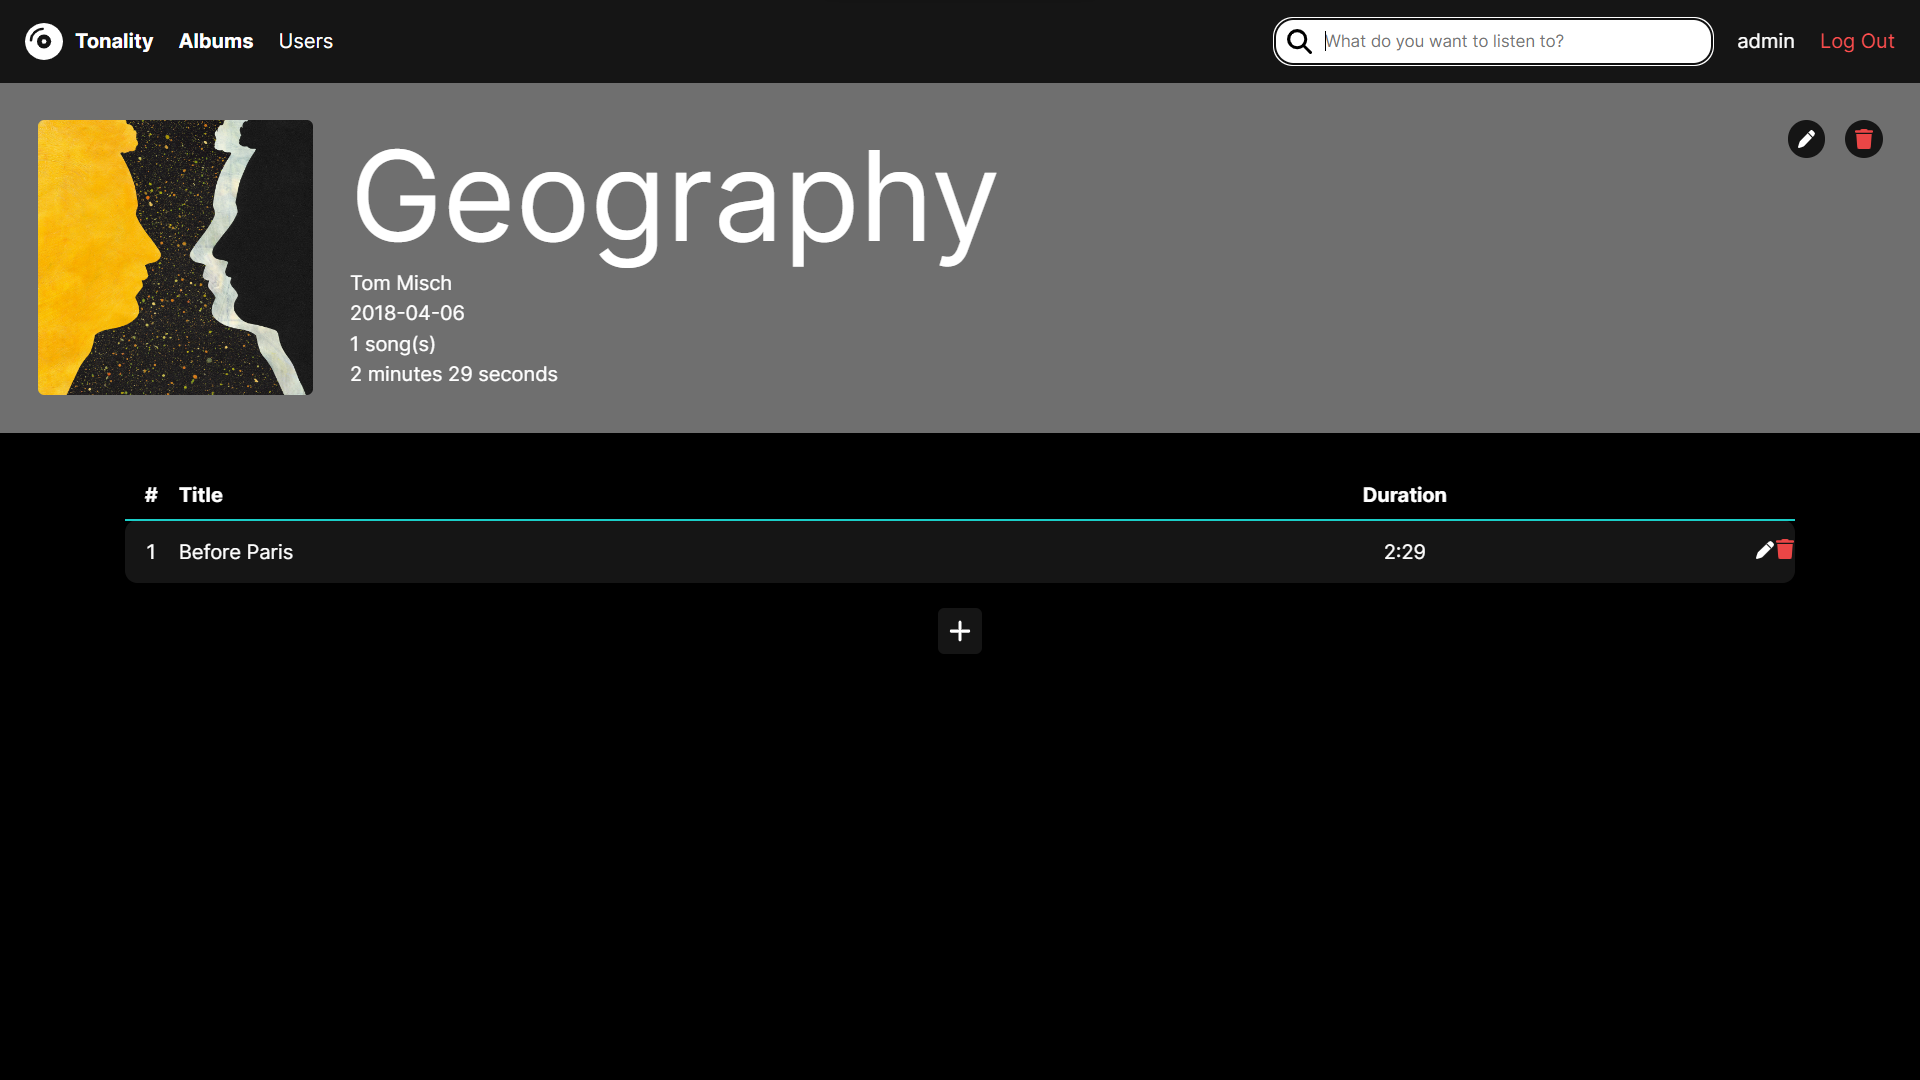 Tonality Albums Users What do you want to listen to? admin Log Out
Geography
Tom Misch
2018-04-06
1 song(s)
2 minutes 29 seconds
# Title Duration
1 Before Paris 2:29